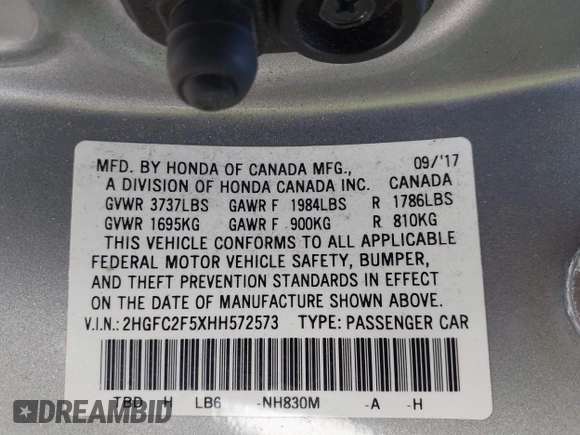 MFD. BY HONDA OF CANADA MFG., 09/'17
A DIVISION OF HONDA CANADA INC. CANADA
GVWR 3737LBS GAWR F 1984LBS R 1786LBS
GVWR 1695KG GAWR F 900KG R 810KG
THIS VEHICLE CONFORMS TO ALL APPLICABLE
FEDERAL MOTOR VEHICLE SAFETY, BUMPER,
AND THEFT PREVENTION STANDARDS IN EFFECT
ON THE DATE OF MANUFACTURE SHOWN ABOVE.
V.I.N.: 2HGFC2F5XHH572573 TYPE: PASSENGER CAR
TBD H LB6 -NH830M -A -H
DREAMBID